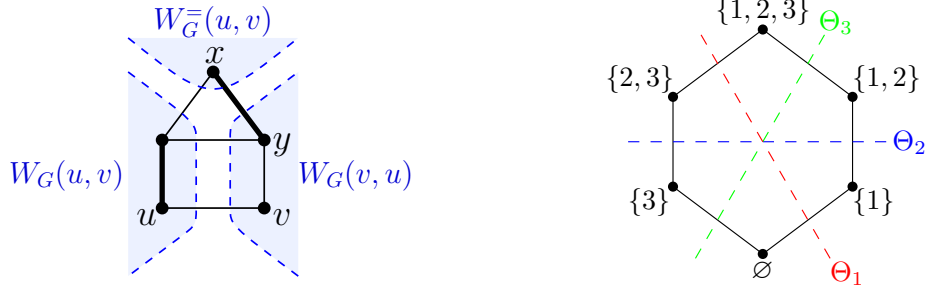 W_G^=(u, v)
x
W_G(u, v)
y
W_G(v, u)
u
v
{1, 2, 3}
Θ_3
{2, 3}
{1, 2}
Θ_2
{3}
{1}
∅
Θ_1